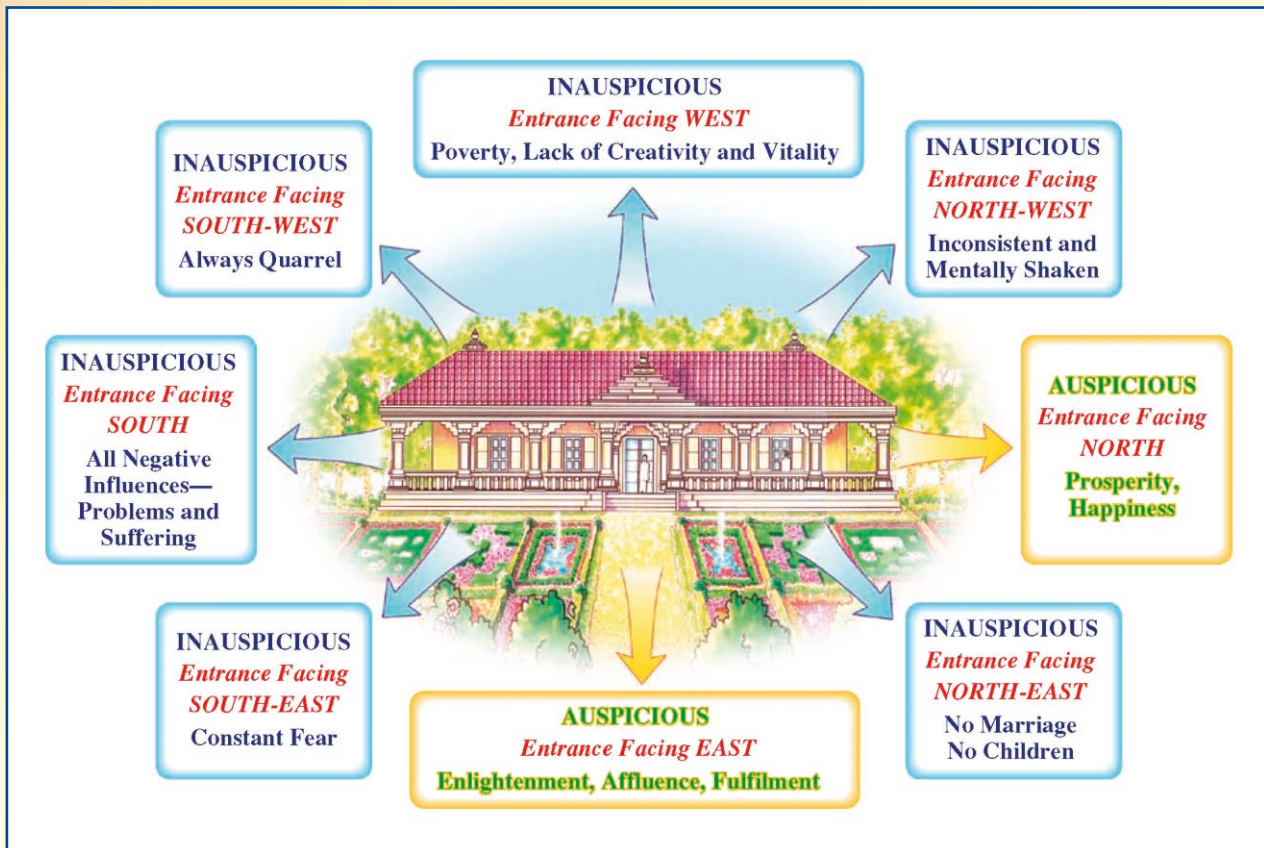 INAUSPICIOUS
Entrance Facing WEST
Poverty, Lack of Creativity and Vitality
INAUSPICIOUS
Entrance Facing
SOUTH-WEST
Always Quarrel
INAUSPICIOUS
Entrance Facing
NORTH-WEST
Inconsistent and
Mentally Shaken
INAUSPICIOUS
Entrance Facing
SOUTH
All Negative
Influences—
Problems and
Suffering
AUSPICIOUS
Entrance Facing
NORTH
Prosperity,
Happiness
INAUSPICIOUS
Entrance Facing
SOUTH-EAST
Constant Fear
AUSPICIOUS
Entrance Facing EAST
Enlightenment, Affluence, Fulfilment
INAUSPICIOUS
Entrance Facing
NORTH-EAST
No Marriage
No Children